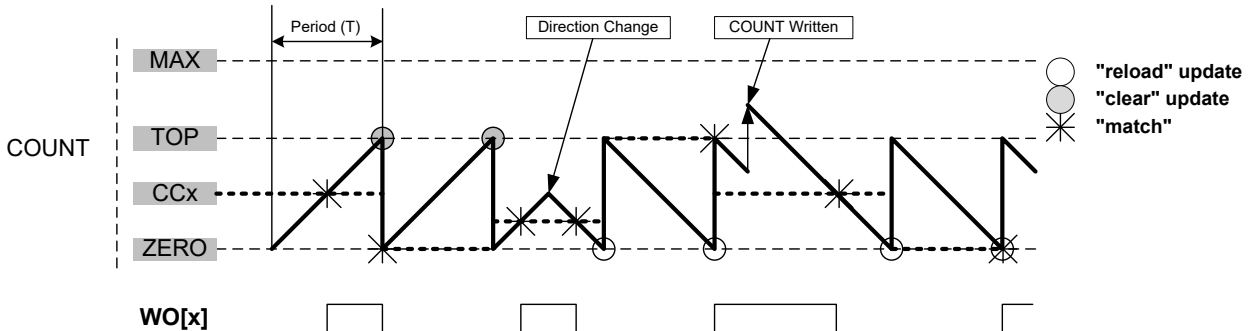 Period (T)
Direction Change
COUNT Written
MAX
"reload" update
"clear" update
TOP
"match"
COUNT
CCx
ZERO
WO[x]